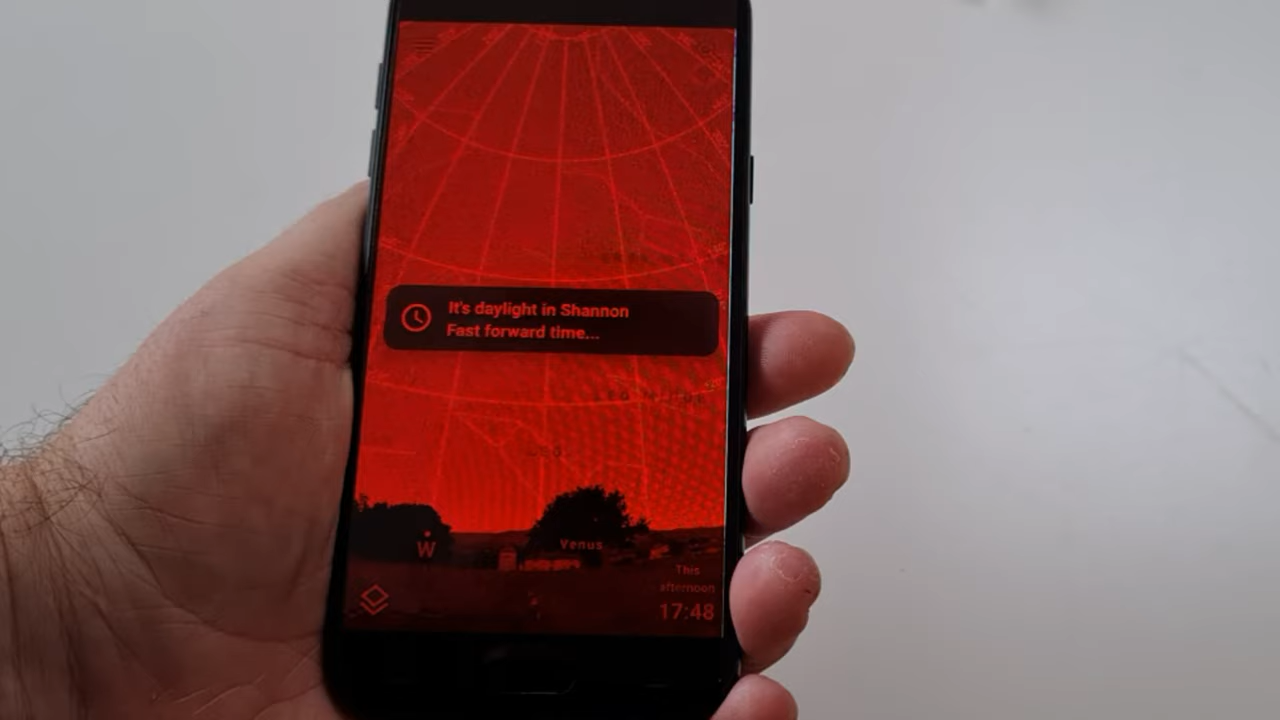 It's daylight in Shannon
Fast forward time...
W
Venus
This
afternoon
17:48